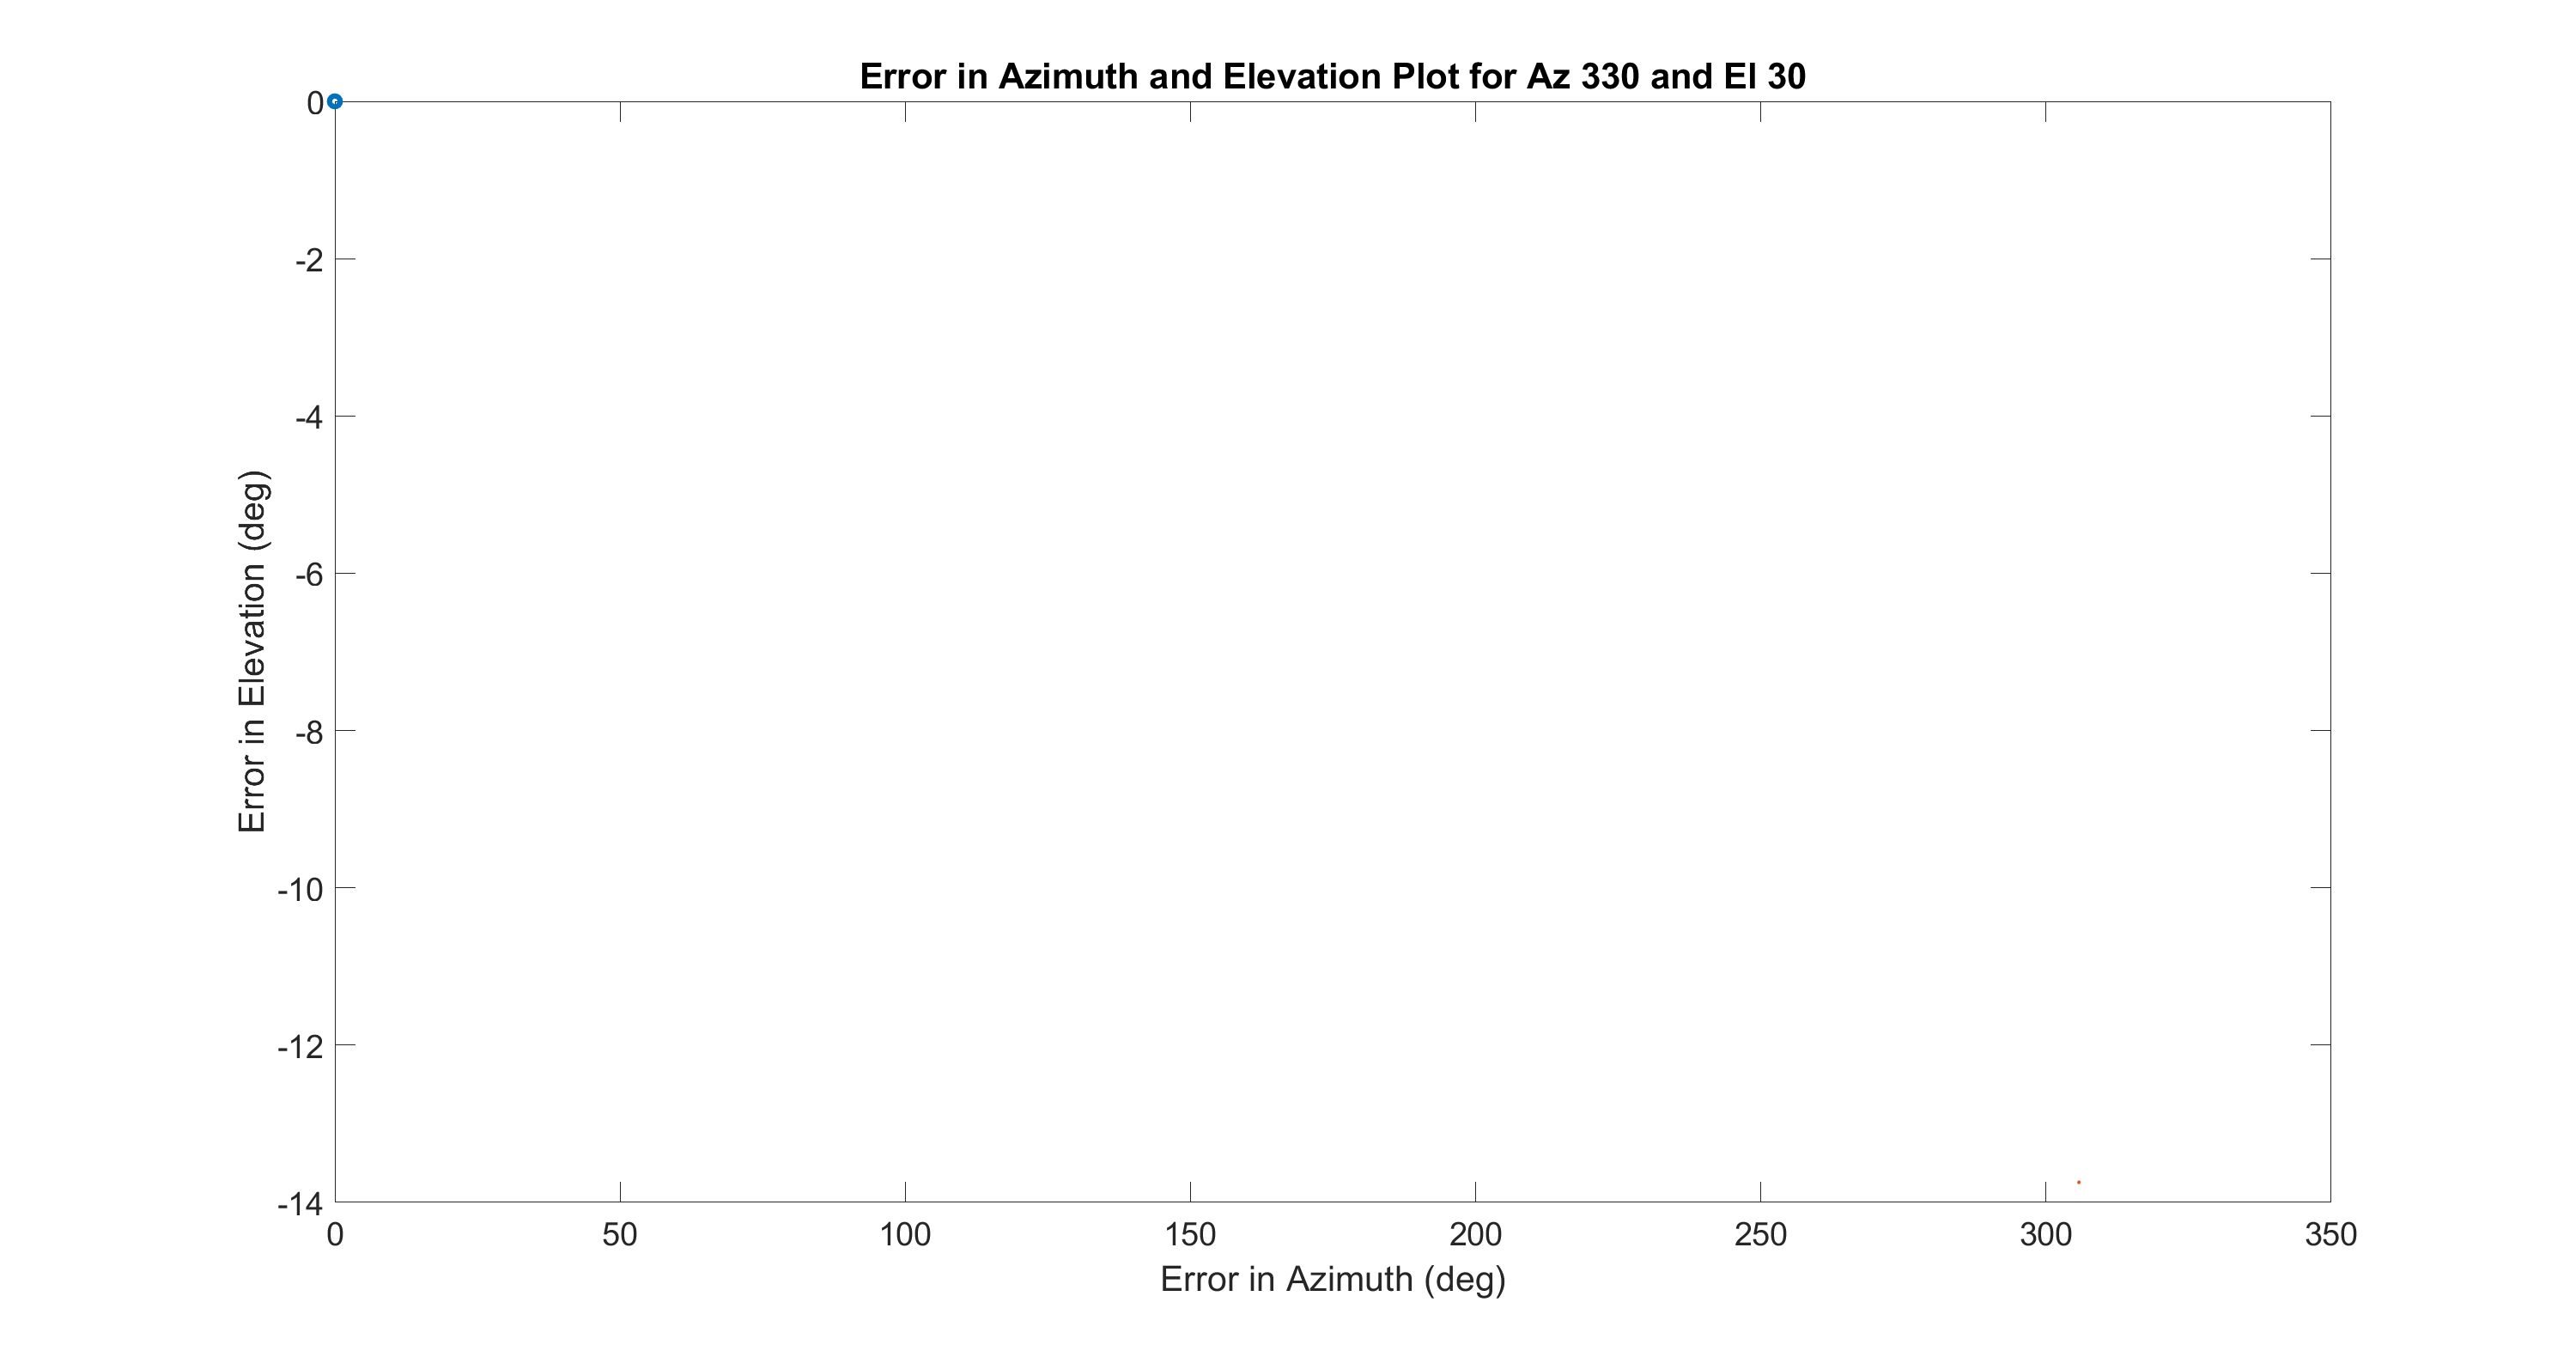 Error in Azimuth and Elevation Plot for Az 330 and El 30
0
-2
-4
-6
-8
-10
-12
-14
Error in Elevation (deg)
0 50 100 150 200 250 300 350
Error in Azimuth (deg)